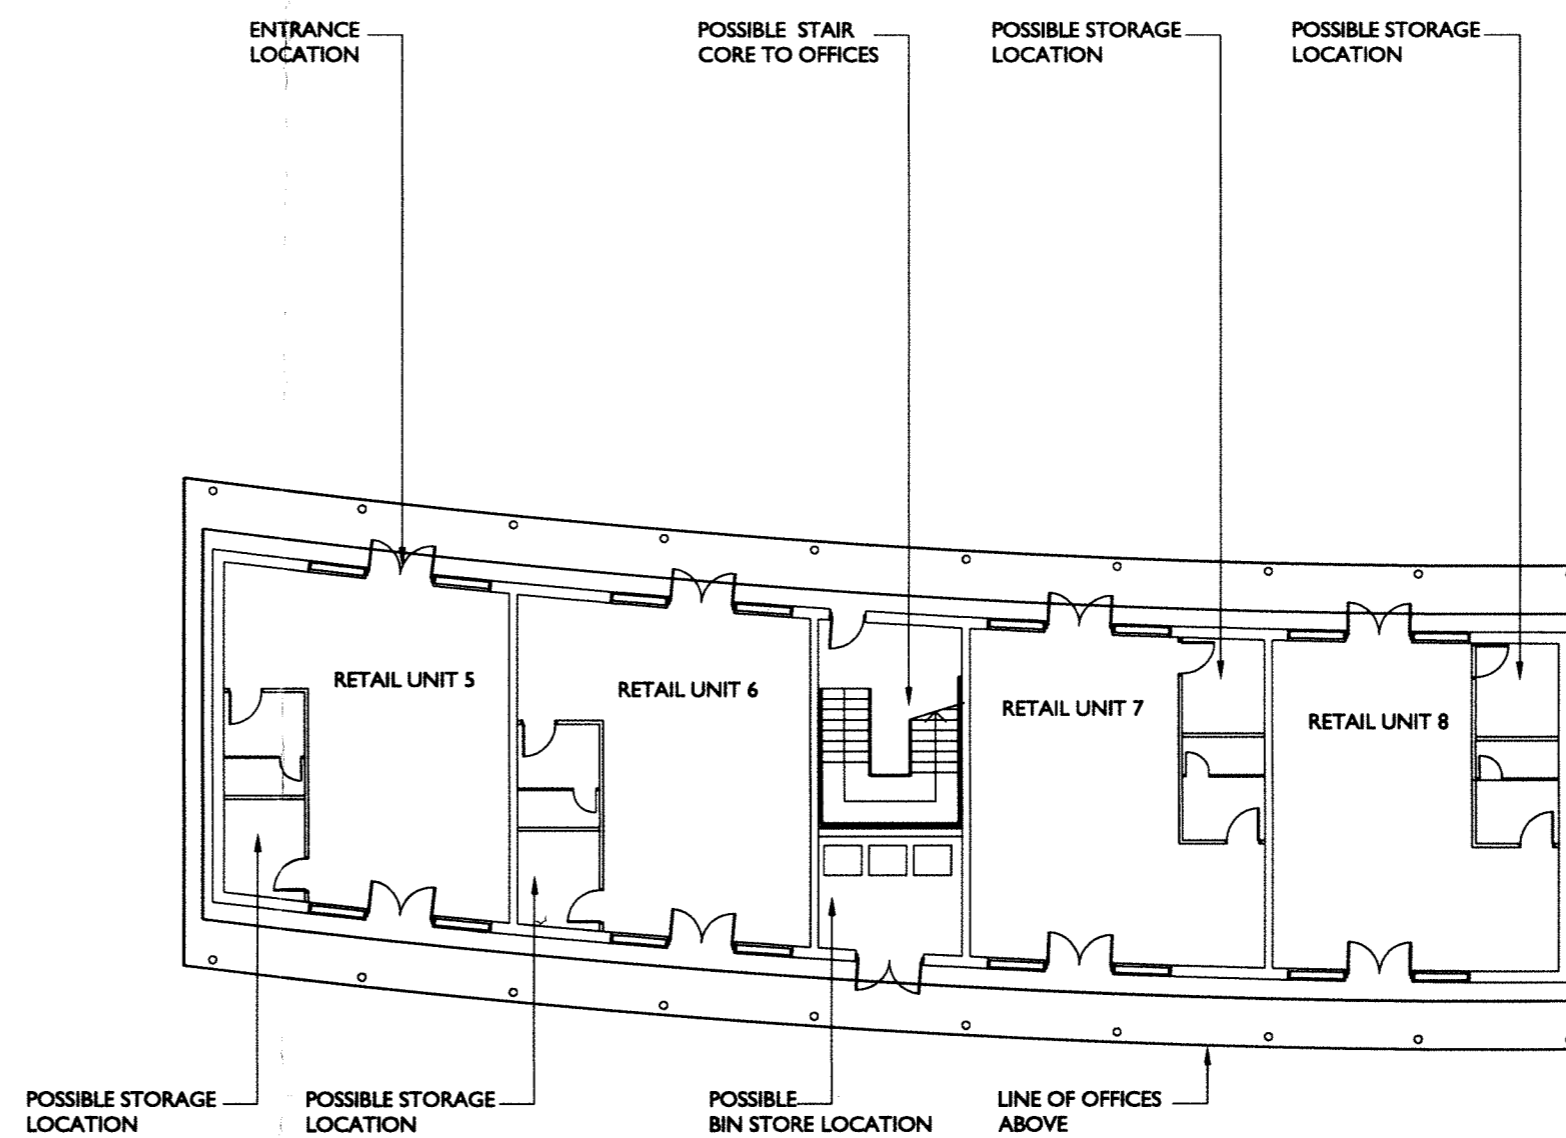 ENTRANCE
LOCATION
POSSIBLE STAIR
CORE TO OFFICES
POSSIBLE STORAGE
LOCATION
POSSIBLE STORAGE
LOCATION
RETAIL UNIT 5
RETAIL UNIT 6
RETAIL UNIT 7
RETAIL UNIT 8
POSSIBLE STORAGE
LOCATION
POSSIBLE STORAGE
LOCATION
POSSIBLE
BIN STORE LOCATION
LINE OF OFFICES
ABOVE